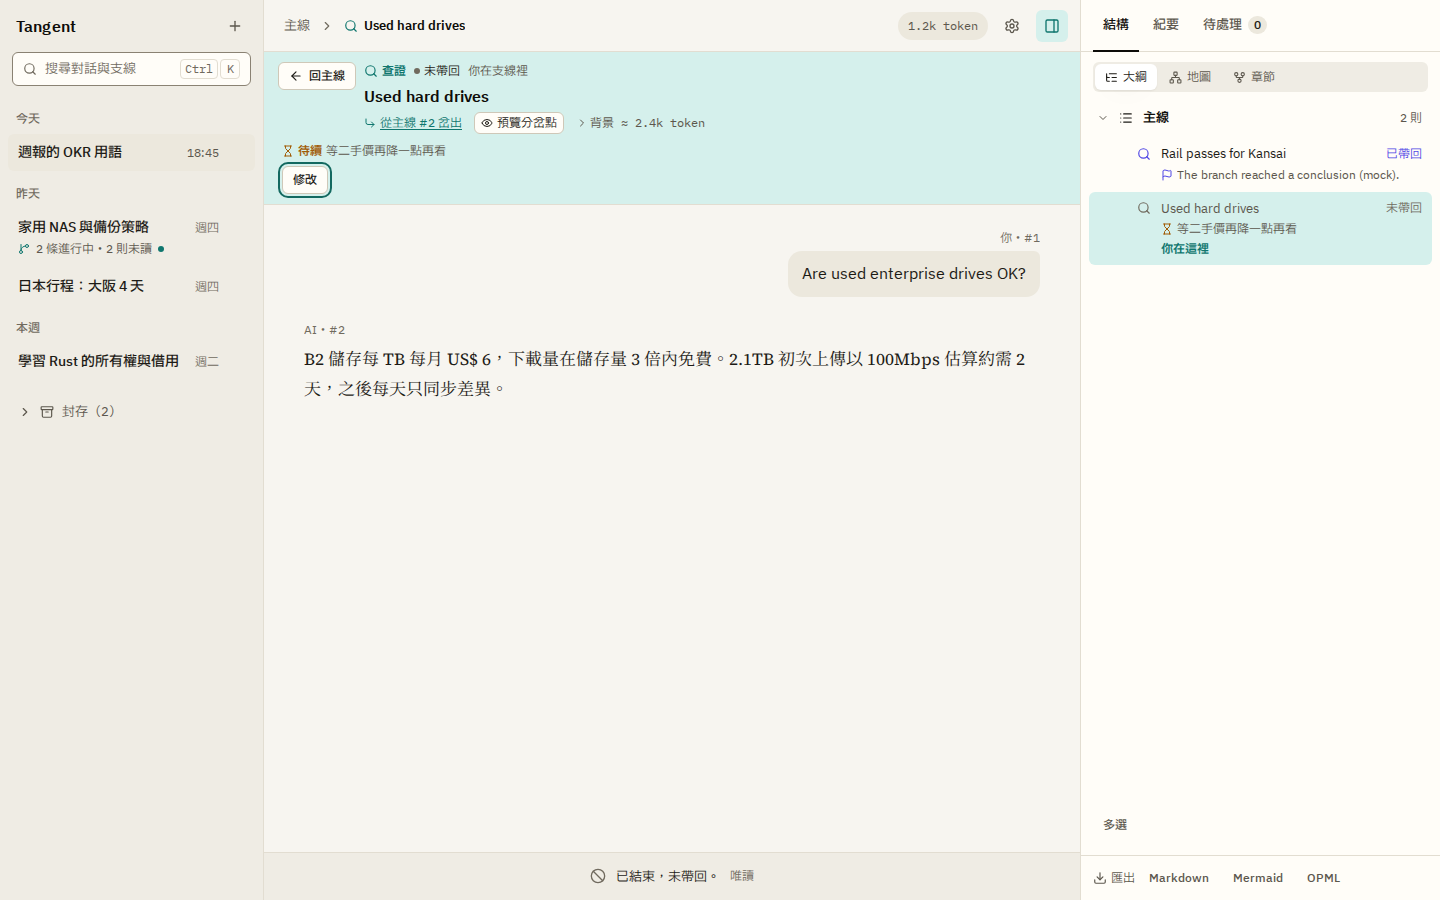 Tangent
搜尋對話與支線 Ctrl K
今天
週報的 OKR 用語 18:45
昨天
家用 NAS 與備份策略 週四
2 條進行中・2 則未讀
日本行程：大阪 4 天 週四
本週
學習 Rust 的所有權與借用 週二
封存（2）
主線 Used hard drives 1.2k token
回主線 查證 未帶回 你在支線裡
Used hard drives
從主線 #2 岔出 預覽分岔點 背景 ≈ 2.4k token
待續 等二手價再降一點再看
修改
你・#1
Are used enterprise drives OK?
AI・#2
B2 儲存每 TB 每月 US$ 6，下載量在儲存量 3 倍內免費。2.1TB 初次上傳以 100Mbps 估算約需 2
天，之後每天只同步差異。
已結束，未帶回。 唯讀
結構 紀要 待處理 0
大綱 地圖 章節
主線 2 則
Rail passes for Kansai 已帶回
The branch reached a conclusion (mock).
Used hard drives 未帶回
等二手價再降一點再看
你在這裡
多選
匯出 Markdown Mermaid OPML